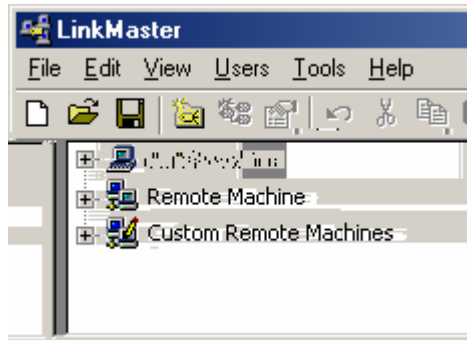 LinkMaster
File Edit View Users Tools Help
Remote Machine
Custom Remote Machines